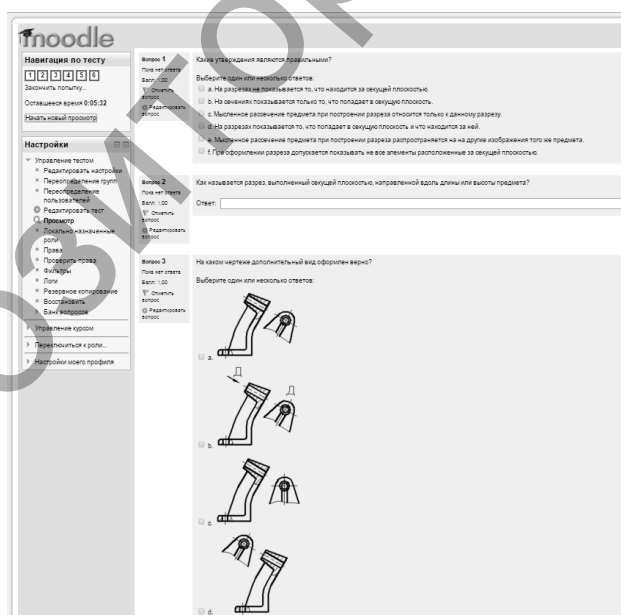 moodle
Навигация по тесту
1 2 3 4 5 6
Закончить попытку...
Оставшееся время 0:05:32
Начать новый просмотр
Настройки
Управление тестом
Редактировать настройки
Переопределение групп
Переопределение
пользователей
Редактировать тест
Просмотр
Локально назначенные
роли
Права
Проверить права
Фильтры
Логи
Резервное копирование
Восстановить
Банк вопросов
Управление курсом
Переключиться к роли...
Настройки моего профиля
Вопрос 1
Пока нет ответа
Балл: 1,00
Отметить
вопрос
Редактировать
вопрос
Какие утверждения являются правильными?
Выберите один или несколько ответов:
a. На разрезах не показывается то, что находится за секущей плоскостью.
b. На сечениях показывается только то, что попадает в секущую плоскость.
c. Мысленное рассечение предмета при построении разреза относится только к данному разрезу.
d. На разрезах показывается то, что попадает в секущую плоскость и что находится за ней.
e. Мысленное рассечение предмета при построении разреза распространяется на на другие изображения того же предмета.
f. При оформлении разреза допускается показывать не все элементы расположенные за секущей плоскостью.
Вопрос 2
Пока нет ответа
Балл: 1,00
Отметить
вопрос
Редактировать
вопрос
Как называется разрез, выполненный секущей плоскостью, направленной вдоль длины или высоты предмета?
Ответ:
Вопрос 3
Пока нет ответа
Балл: 1,00
Отметить
вопрос
Редактировать
вопрос
На каком чертеже дополнительный вид оформлен верно?
Выберите один или несколько ответов:
a.
Д
Д
b.
c.
d.